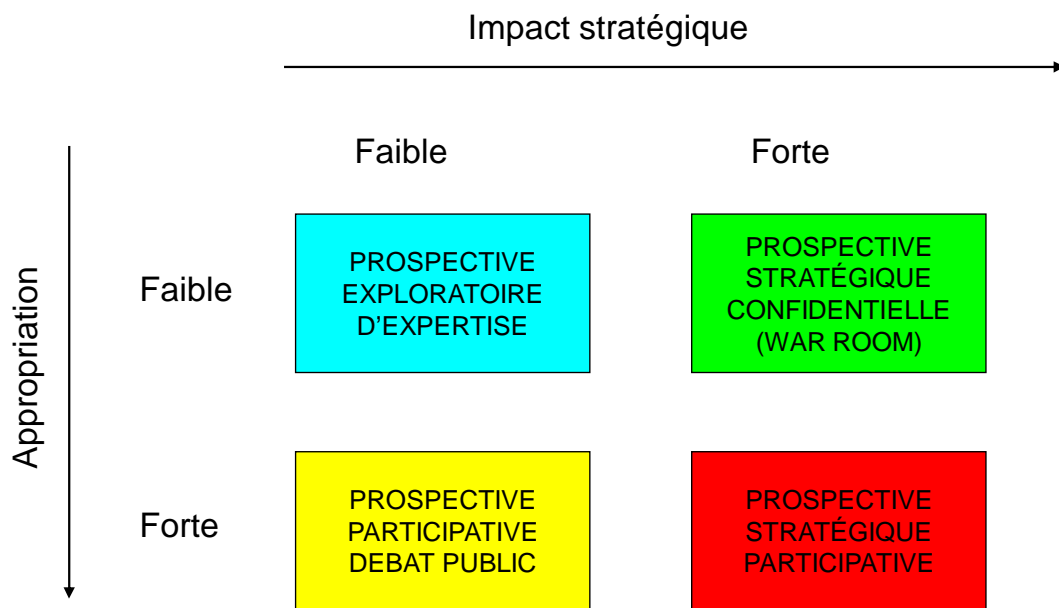 Impact stratégique
Faible
Forte
Appropriation
Faible
PROSPECTIVE
EXPLORATOIRE
D’EXPERTISE
PROSPECTIVE
STRATÉGIQUE
CONFIDENTIELLE
(WAR ROOM)
Forte
PROSPECTIVE
PARTICIPATIVE
DEBAT PUBLIC
PROSPECTIVE
STRATÉGIQUE
PARTICIPATIVE